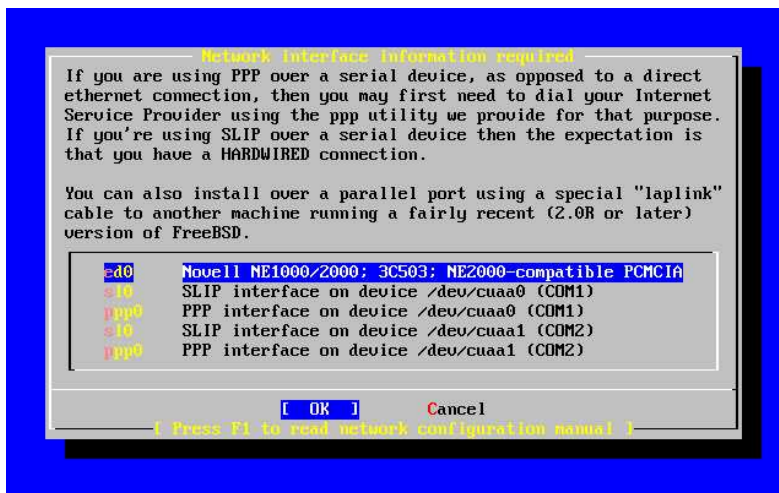 Network interface information required
If you are using PPP over a serial device, as opposed to a direct
ethernet connection, then you may first need to dial your Internet
Service Provider using the ppp utility we provide for that purpose.
If you're using SLIP over a serial device then the expectation is
that you have a HARDWIRED connection.
You can also install over a parallel port using a special "laplink"
cable to another machine running a fairly recent (2.0R or later)
version of FreeBSD.
ed0 Novell NE1000/2000; 3C503; NE2000-compatible PCMCIA
sl0 SLIP interface on device /dev/cuaa0 (COM1)
ppp0 PPP interface on device /dev/cuaa0 (COM1)
sl0 SLIP interface on device /dev/cuaa1 (COM2)
ppp0 PPP interface on device /dev/cuaa1 (COM2)
[ OK ] Cancel
[ Press F1 to read network configuration manual ]